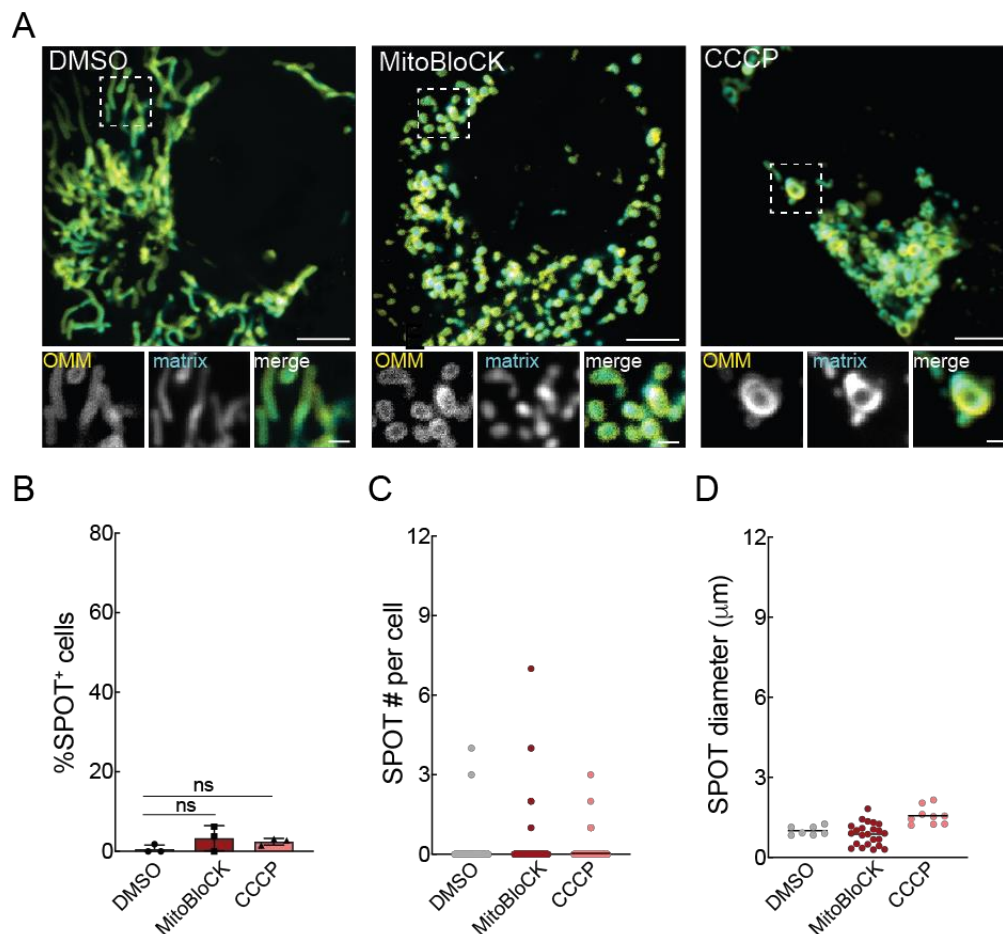 A
DMSO
MitoBloCK
CCCP
OMM
matrix
merge
OMM
matrix
merge
OMM
matrix
merge
B
%SPOT⁺ cells
80
60
40
20
0
ns
ns
DMSO
MitoBloCK
CCCP
C
SPOT # per cell
12
9
6
3
0
DMSO
MitoBloCK
CCCP
D
SPOT diameter (μm)
12
9
6
3
0
DMSO
MitoBloCK
CCCP